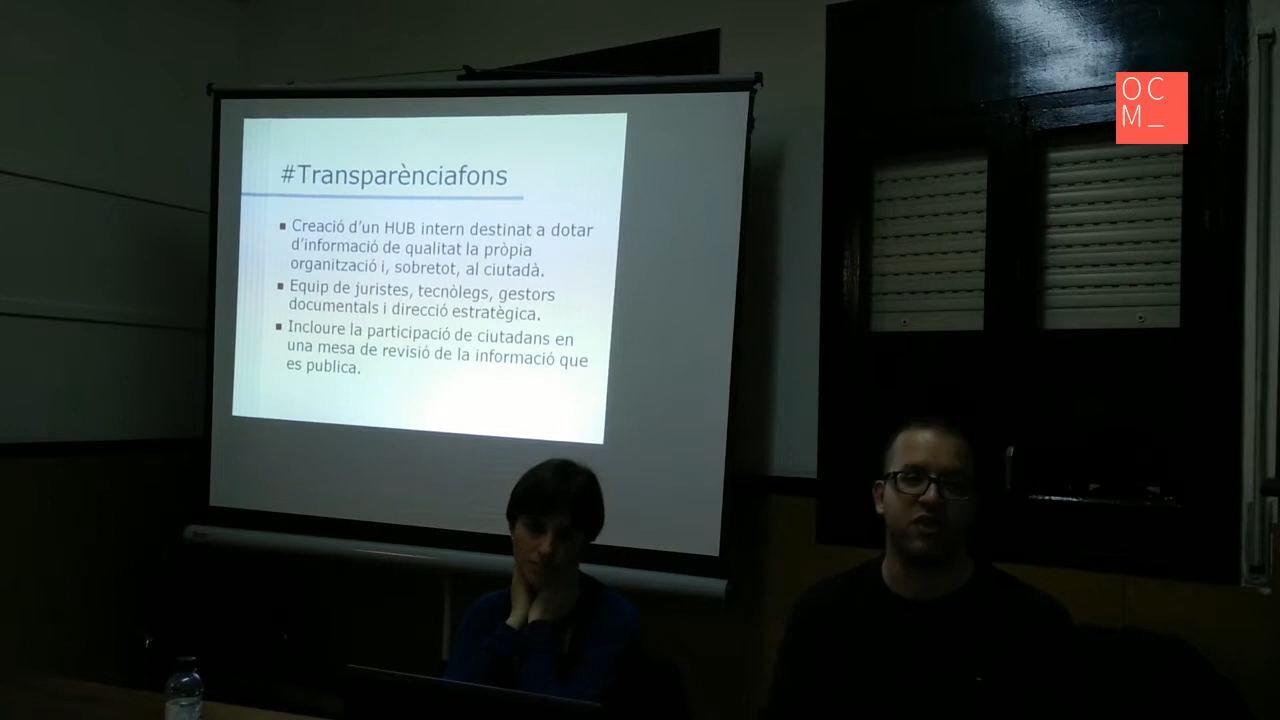 #Transparènciafons
Creació d'un HUB intern destinat a dotar
d'informació de qualitat la pròpia
organització i, sobretot, al ciutadà.
Equip de juristes, tecnòlegs, gestors
documentals i direcció estratègica.
Incloure la participació de ciutadans en
una mesa de revisió de la informació que
es publica.
OC
M_